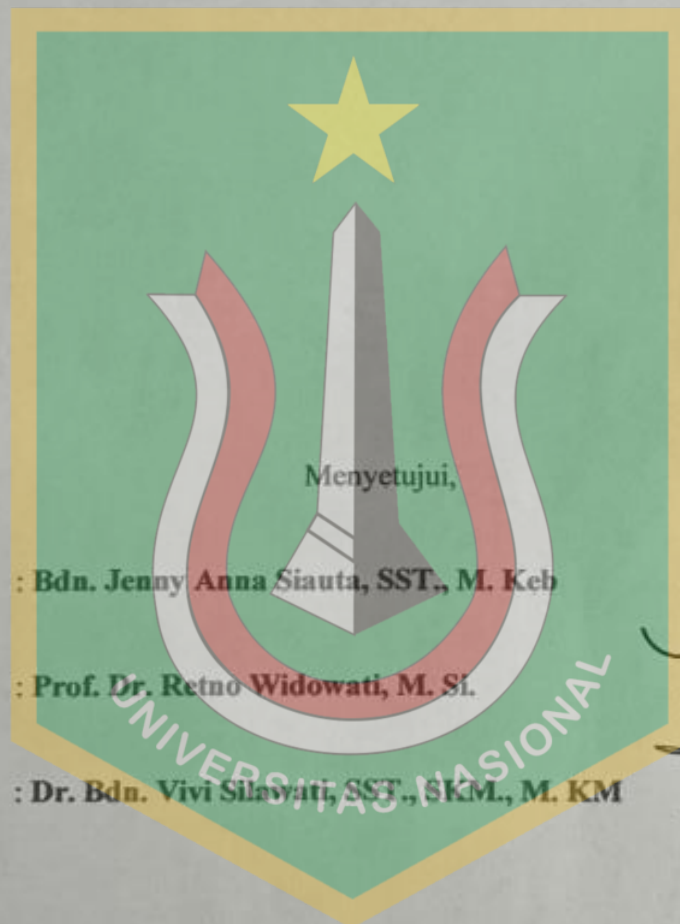 Menyetujui,
: Bdn. Jenny Anna Siauta, SST., M. Keb
: Prof. Dr. Retno Widowati, M. Si.
: Dr. Bdn. Vivi Silawati, SST., SKM., M. KM
UNIVERSITAS NASIONAL